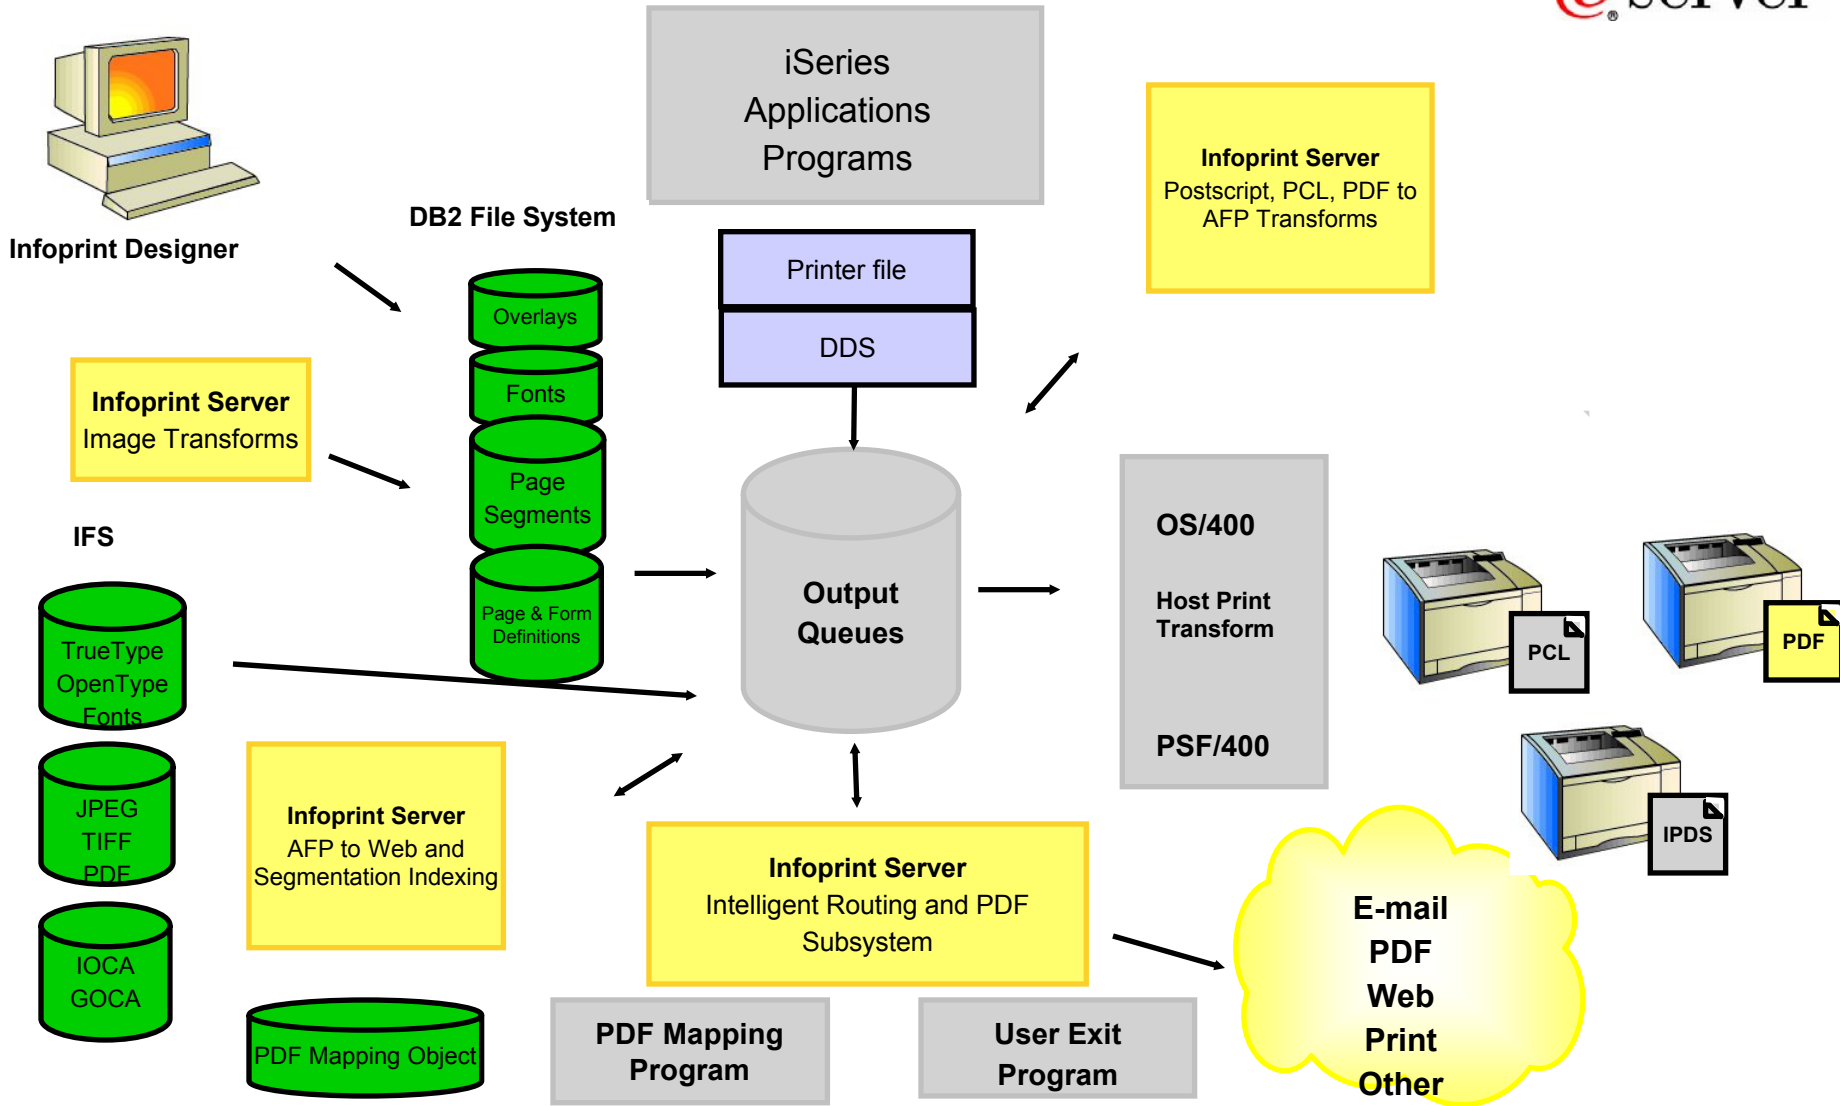 iSeries
Applications
Programs
Infoprint Server
Postscript, PCL, PDF to
AFP Transforms
Infoprint Designer
DB2 File System
Printer file
DDS
Overlays
Fonts
Page
Segments
Page & Form
Definitions
Infoprint Server
Image Transforms
IFS
TrueType
OpenType
Fonts
JPEG
TIFF
PDF
IOCA
GOCA
Output
Queues
OS/400
Host Print
Transform
PSF/400
PCL
PDF
IPDS
Infoprint Server
AFP to Web and
Segmentation Indexing
Infoprint Server
Intelligent Routing and PDF
Subsystem
PDF Mapping Object
PDF Mapping
Program
User Exit
Program
E-mail
PDF
Web
Print
Other